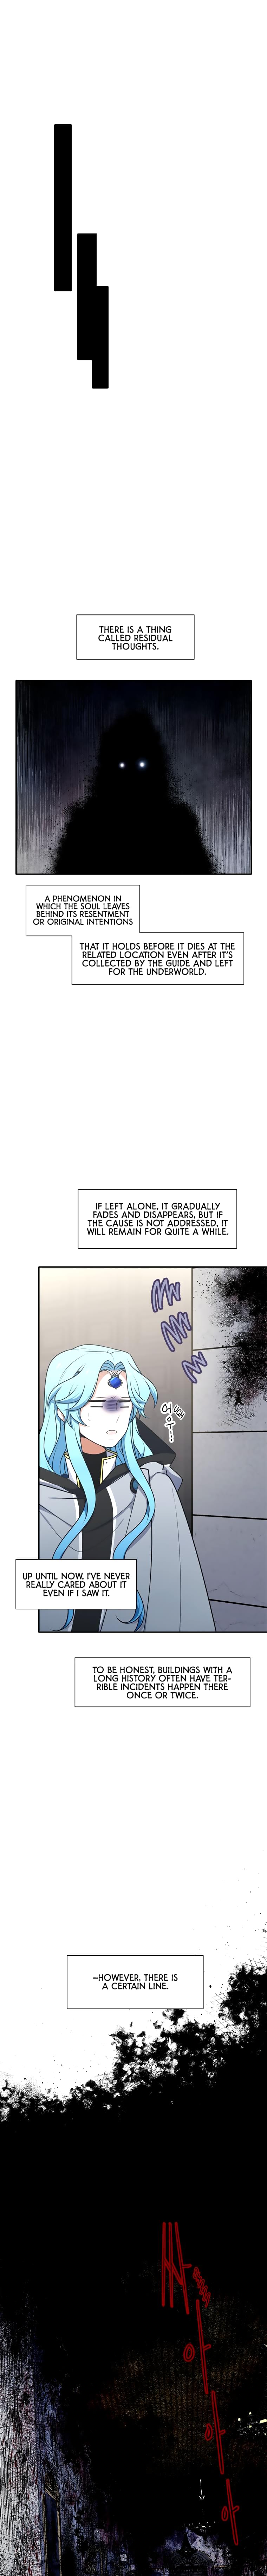 THERE IS A THING
CALLED RESIDUAL
THOUGHTS.
A PHENOMENON IN
WHICH THE SOUL LEAVES
BEHIND ITS RESENTMENT
OR ORIGINAL INTENTIONS
THAT IT HOLDS BEFORE IT DIES AT THE
RELATED LOCATION EVEN AFTER IT'S
COLLECTED BY THE GUIDE AND LEFT
FOR THE UNDERWORLD.
IF LEFT ALONE, IT GRADUALLY
FADES AND DISAPPEARS, BUT IF
THE CAUSE IS NOT ADDRESSED, IT
WILL REMAIN FOR QUITE A WHILE.
UGH
UP UNTIL NOW, I'VE NEVER
REALLY CARED ABOUT IT
EVEN IF I SAW IT.
TO BE HONEST, BUILDINGS WITH A
LONG HISTORY OFTEN HAVE TER-
RIBLE INCIDENTS HAPPEN THERE
ONCE OR TWICE.
—HOWEVER, THERE IS
A CERTAIN LINE.